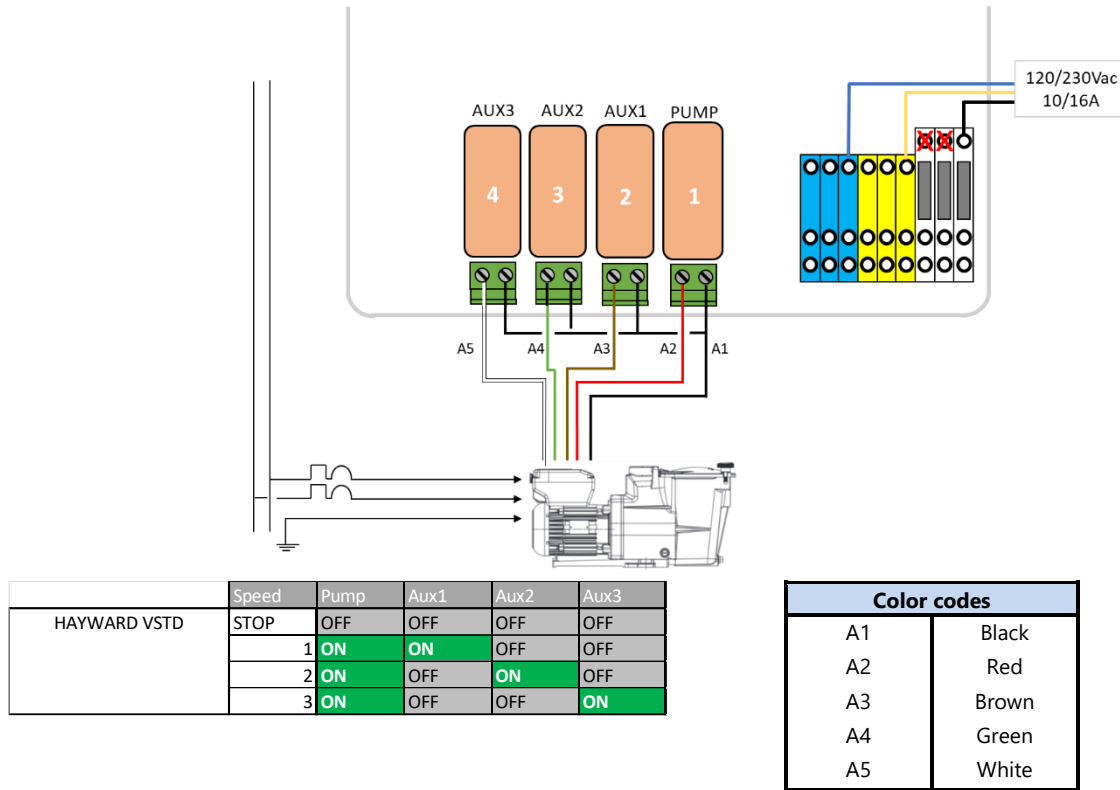 120/230Vac
10/16A
AUX3 AUX2 AUX1 PUMP
4 3 2 1
A5 A4 A3 A2 A1
Speed Pump Aux1 Aux2 Aux3
HAYWARD VSTD STOP OFF OFF OFF OFF
1 ON ON OFF OFF
2 ON OFF ON OFF
3 ON OFF OFF ON
Color codes
A1 Black
A2 Red
A3 Brown
A4 Green
A5 White